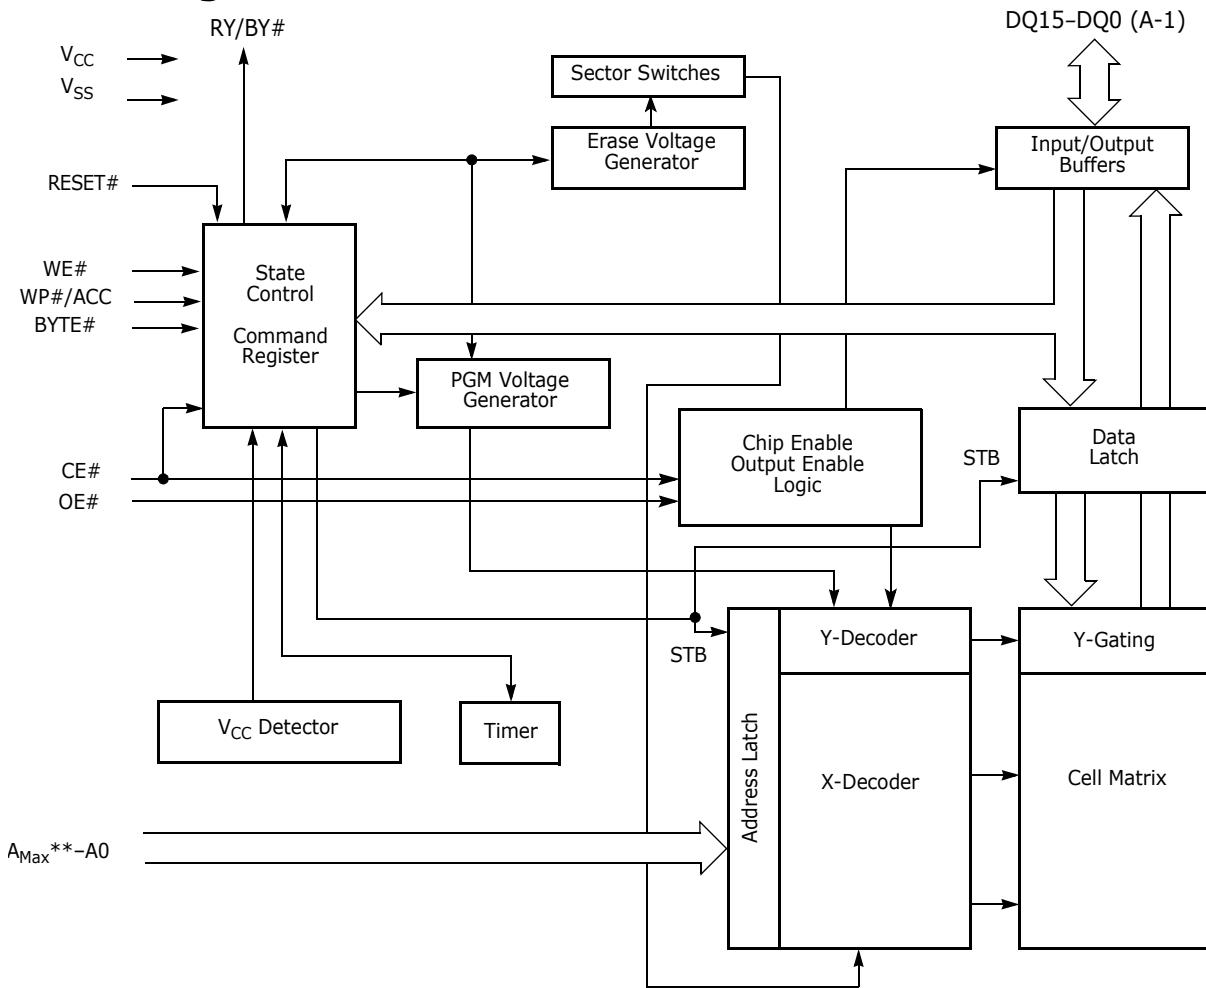 RY/BY#
DQ15–DQ0 (A-1)
VCC
VSS
Sector Switches
Erase Voltage
Generator
Input/Output
Buffers
RESET#
WE#
WP#/ACC
BYTE#
State
Control
Command
Register
PGM Voltage
Generator
Chip Enable
Output Enable
Logic
STB
Data
Latch
CE#
OE#
STB
Y-Decoder
Y-Gating
VCC Detector
Timer
Address Latch
X-Decoder
Cell Matrix
AMax**–A0